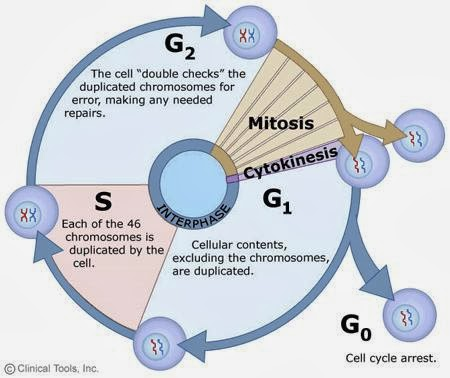 G2
The cell "double checks" the
duplicated chromosomes for
error, making any needed
repairs.
Mitosis
Cytokinesis
S
Each of the 46
chromosomes is
duplicated by the
cell.
INTERPHASE
G1
Cellular contents,
excluding the chromosomes,
are duplicated.
G0
Cell cycle arrest.
© Clinical Tools, Inc.